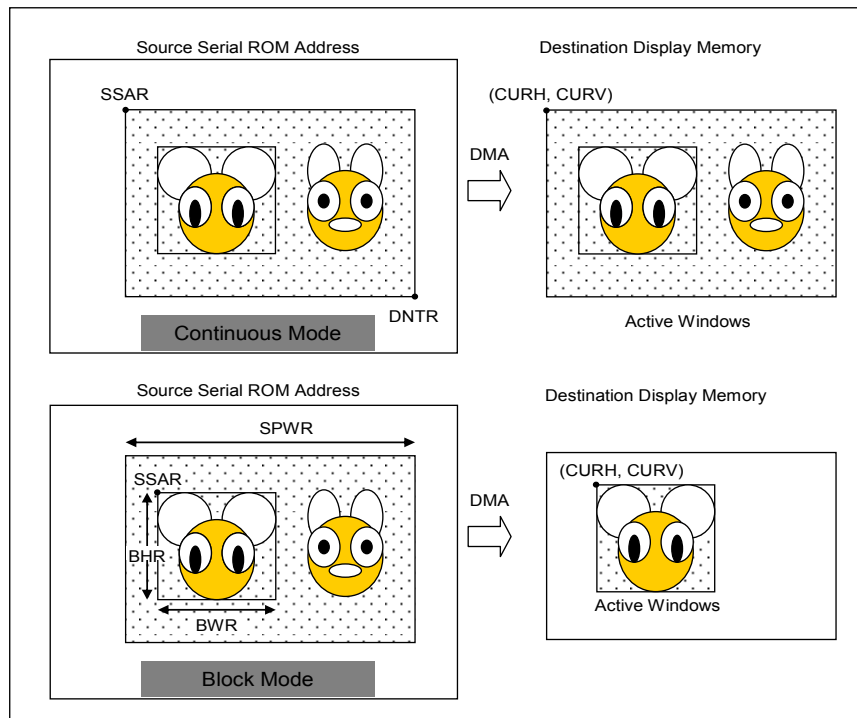 Source Serial ROM Address
Destination Display Memory
SSAR
(CURH, CURV)
DMA
DNTR
Continuous Mode
Active Windows
Source Serial ROM Address
Destination Display Memory
SPWR
SSAR
(CURH, CURV)
DMA
BHR
BWR
Active Windows
Block Mode